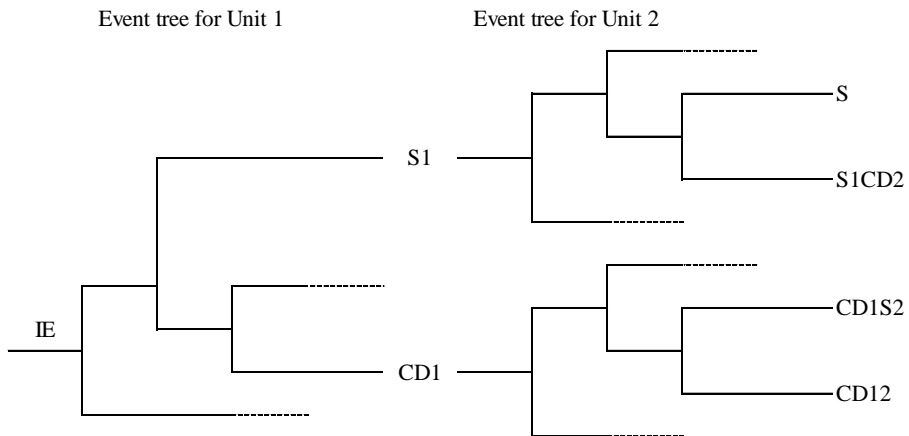 Event tree for Unit 1
Event tree for Unit 2
S
S1
S1CD2
IE
CD1S2
CD1
CD12